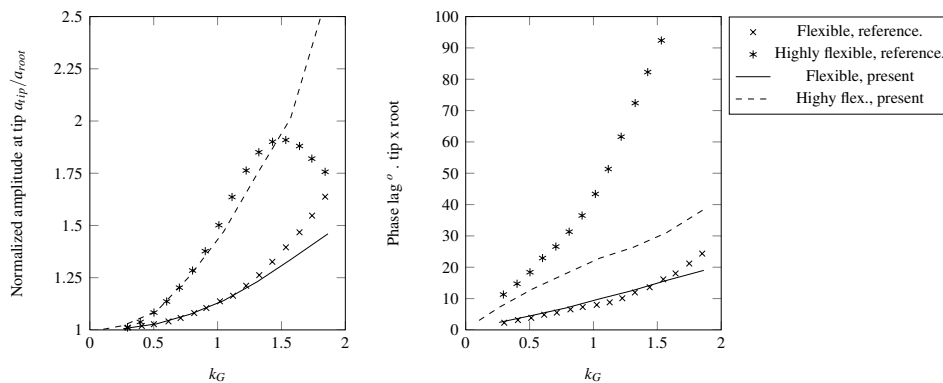 2.5
2.25
2
1.75
1.5
1.25
1
0 0.5 1 1.5 2
k_G
Normalized amplitude at tip a_tip/a_root
100
90
80
70
60
50
40
30
20
10
0
0 0.5 1 1.5 2
k_G
Phase lag ^o . tip x root
Flexible, reference.
Highly flexible, reference.
Flexible, present
Highy flex., present